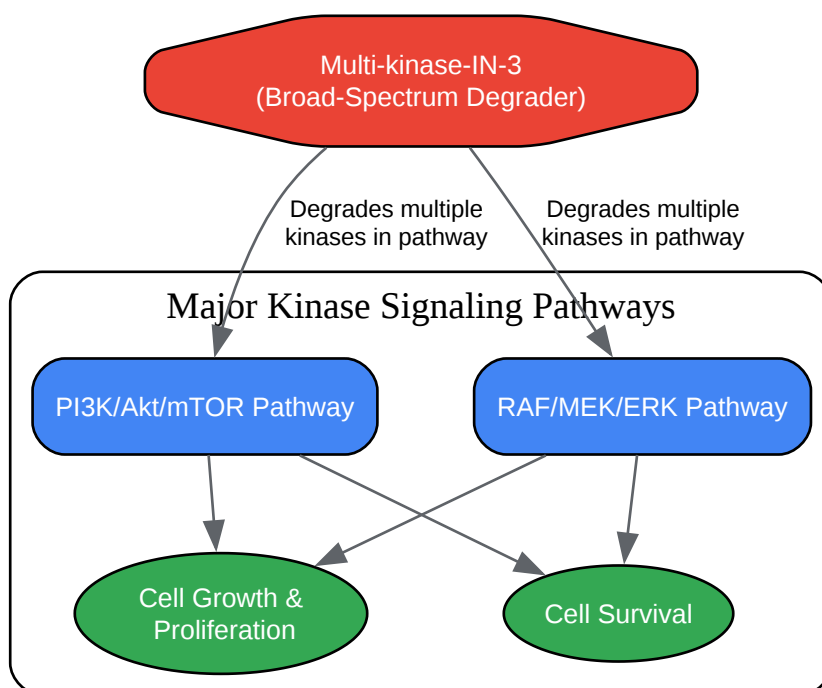 Multi-kinase-IN-3
(Broad-Spectrum Degrader)
Degrades multiple
kinases in pathway
Degrades multiple
kinases in pathway
Major Kinase Signaling Pathways
PI3K/Akt/mTOR Pathway
RAF/MEK/ERK Pathway
Cell Growth &
Proliferation
Cell Survival